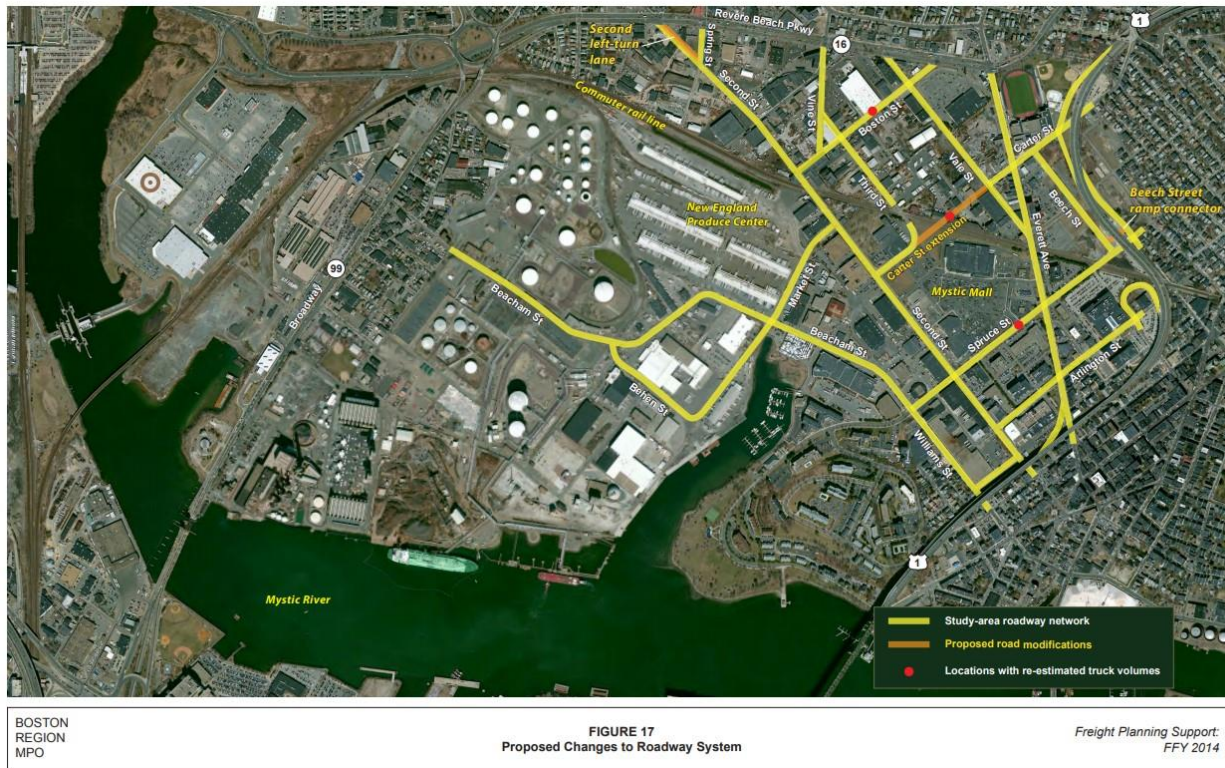 Revere Beach Pkwy
1
Second
left-turn
lane
Spring St
16
Second St
Commuter rail line
Vine St
Boston St
Carter St
Vale St
Third St
Beech St
Beech Street
ramp connector
New England
Produce Center
Carter St extension
Everett Ave
99
Broadway
Beacham St
Market St
Mystic Mall
Beacham St
Second St
Spruce St
Arlington St
Behen St
Williams St
1
Mystic River
Study-area roadway network
Proposed road modifications
Locations with re-estimated truck volumes
BOSTON
REGION
MPO
FIGURE 17
Proposed Changes to Roadway System
Freight Planning Support:
FFY 2014